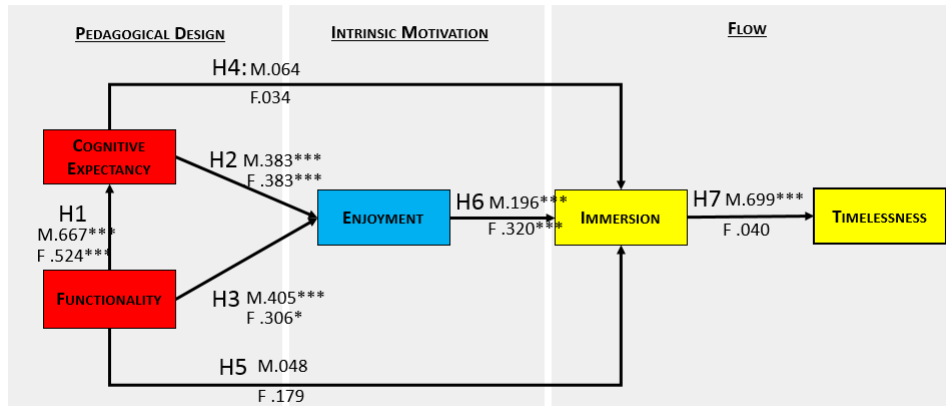 PEDAGOGICAL DESIGN
INTRINSIC MOTIVATION
FLOW
H4: M.064
F.034
COGNITIVE
EXPECTANCY
H2 M.383***
F .383***
H1
M.667***
F .524***
ENJOYMENT
H6 M.196***
F .320***
IMMERSION
H7 M.699***
F .040
TIMELESSNESS
FUNCTIONALITY
H3 M.405***
F .306*
H5 M.048
F .179